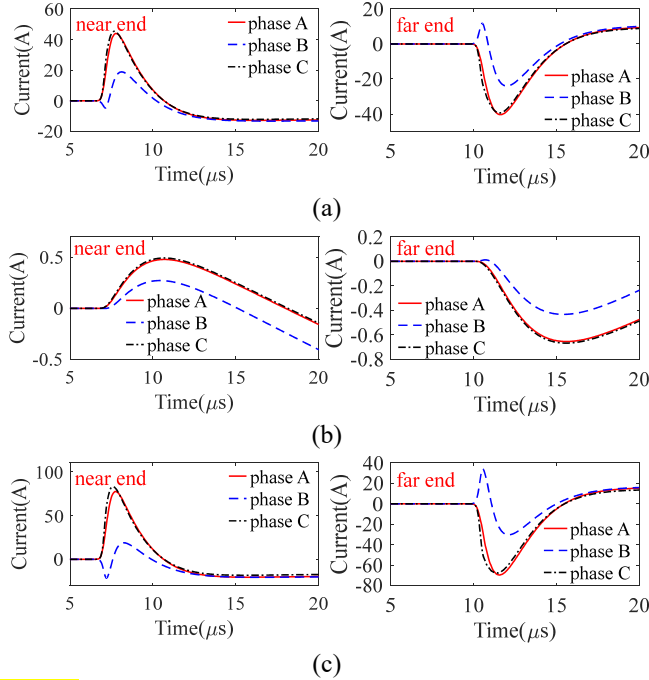 near end
phase A
phase B
phase C
Current(A)
60
40
20
0
-20
5
10
15
20
Time(μs)
far end
phase A
phase B
phase C
Current(A)
20
0
-20
-40
5
10
15
20
Time(μs)
(a)
near end
phase A
phase B
phase C
Current(A)
0.5
0
-0.5
5
10
15
20
Time(μs)
far end
phase A
phase B
phase C
Current(A)
0.2
0
-0.2
-0.4
-0.6
-0.8
5
10
15
20
Time(μs)
(b)
near end
phase A
phase B
phase C
Current(A)
100
50
0
5
10
15
20
Time(μs)
far end
phase A
phase B
phase C
Current(A)
40
20
0
-20
-40
-60
-80
5
10
15
20
Time(μs)
(c)